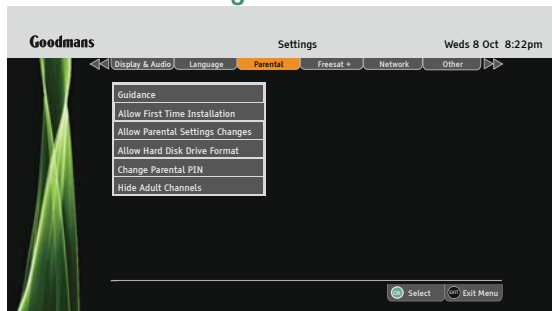 Goodmans
Settings
Weds 8 Oct 8:22pm
Display & Audio Language Parental Freesat + Network Other
Guidance
Allow First Time Installation
Allow Parental Settings Changes
Allow Hard Disk Drive Format
Change Parental PIN
Hide Adult Channels
OK Select EXIT Exit Menu